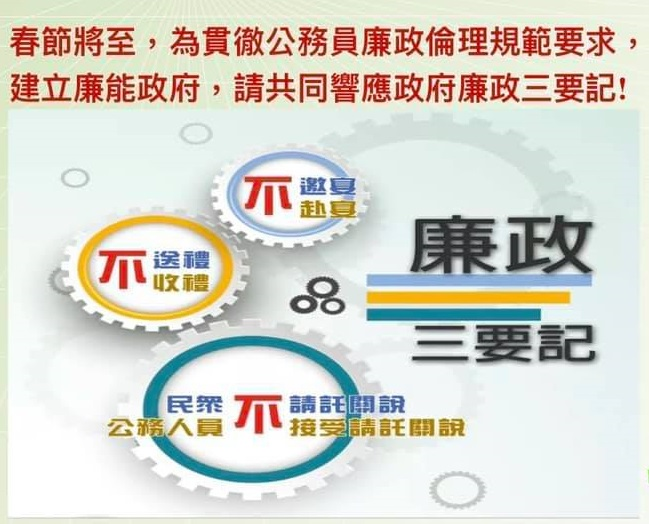 春節將至，為貫徹公務員廉政倫理規範要求，
建立廉能政府，請共同響應政府廉政三要記!
不 邀宴
赴宴
不 送禮
收禮
廉政
三要記
民眾 不 請託關說
公務人員 接受請託關說